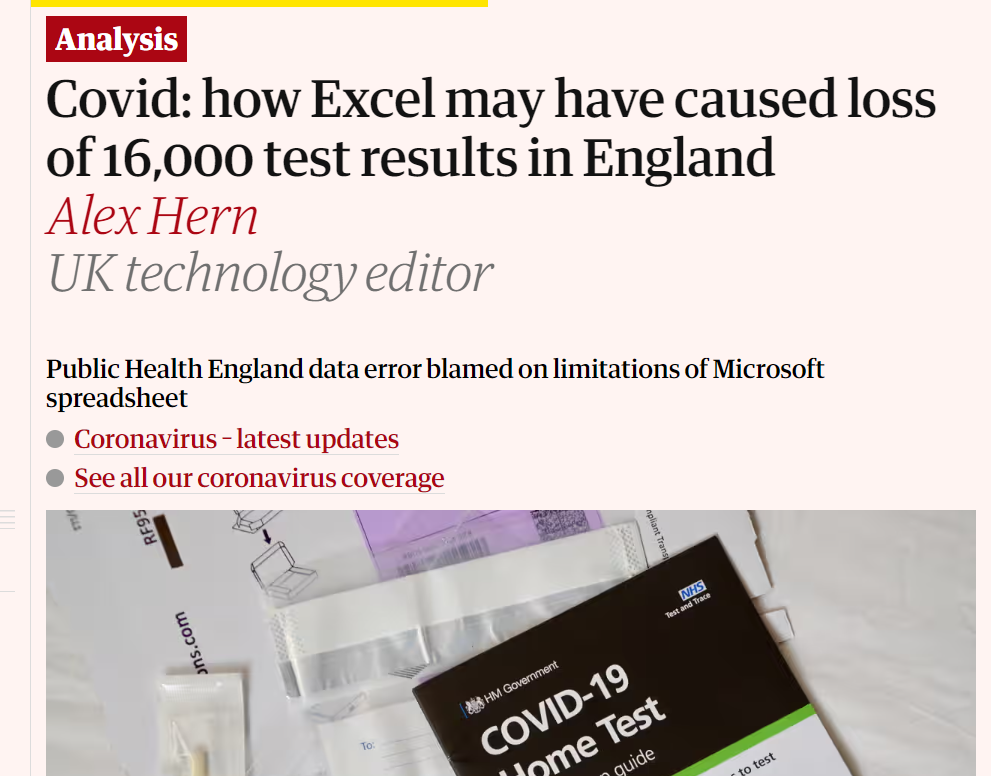 Analysis
Covid: how Excel may have caused loss
of 16,000 test results in England
Alex Hern
UK technology editor
Public Health England data error blamed on limitations of Microsoft
spreadsheet
Coronavirus – latest updates
See all our coronavirus coverage
RF95
mpliant Transp
NHS
Test and Trace
ons.com
HM Government
COVID-19
Home Test
guide
To:
s to test